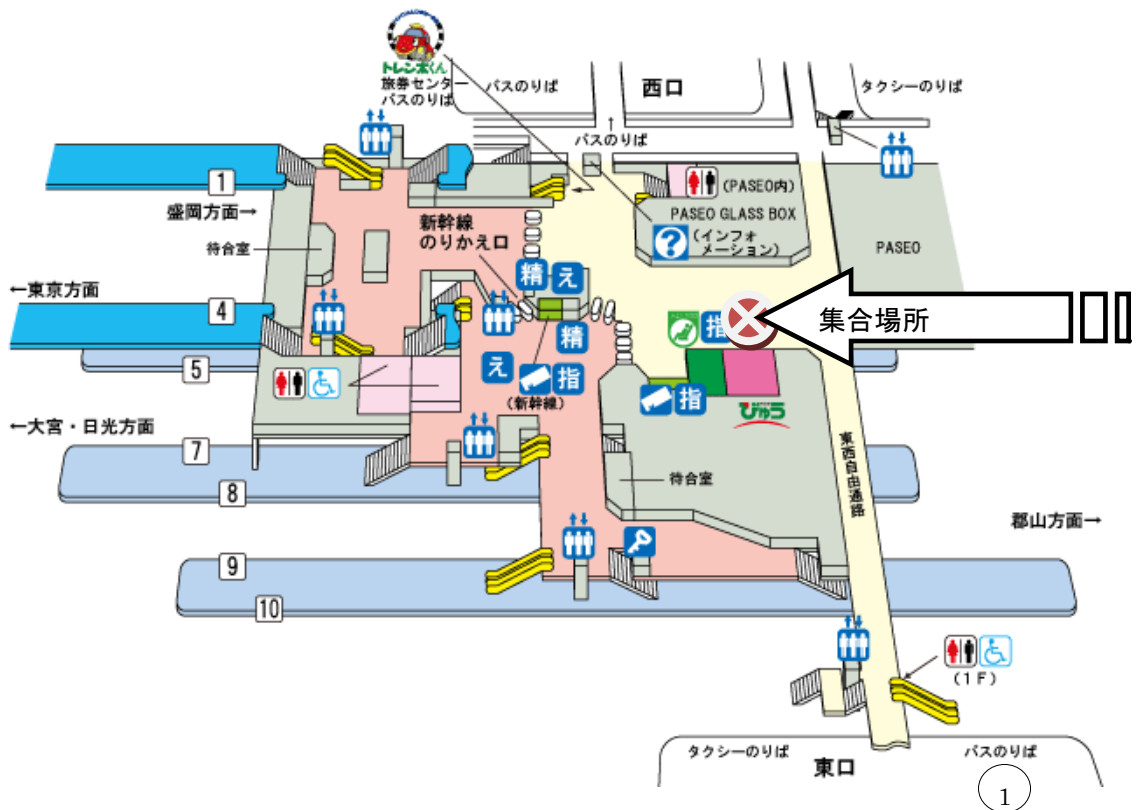 トレン太くん
旅券センター
バスのりば
バスのりば
西口
タクシーのりば
バスのりば
1
(PASEO内)
盛岡方面→
新幹線
のりかえ口
PASEO GLASS BOX
?
(インフォ
メーション)
PASEO
待合室
精
え
←東京方面
4
集合場所
精
指
5
え
指
(新幹線)
指
びゅう
←大宮・日光方面
7
東西自由通路
8
待合室
郡山方面→
9
10
(1F)
タクシーのりば
東口
バスのりば
1